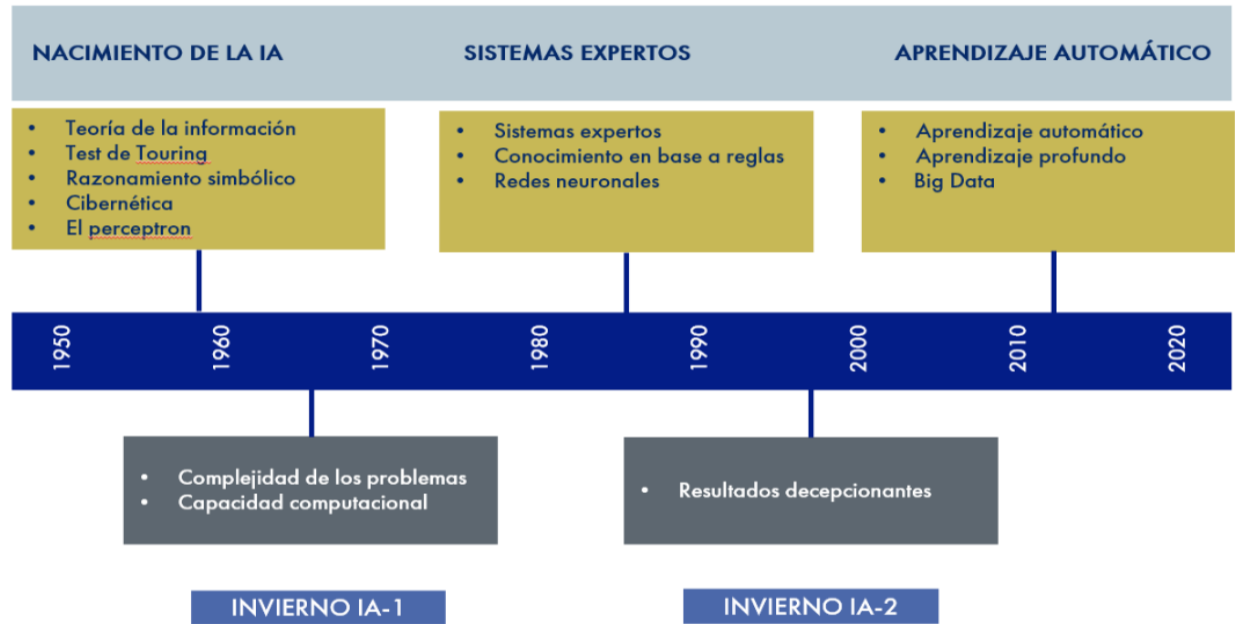 NACIMIENTO DE LA IA
SISTEMAS EXPERTOS
APRENDIZAJE AUTOMÁTICO
• Teoría de la información
• Test de Touring
• Razonamiento simbólico
• Cibernética
• El perceptron
• Sistemas expertos
• Conocimiento en base a reglas
• Redes neuronales
• Aprendizaje automático
• Aprendizaje profundo
• Big Data
1950
1960
1970
1980
1990
2000
2010
2020
• Complejidad de los problemas
• Capacidad computacional
• Resultados decepcionantes
INVIERNO IA-1
INVIERNO IA-2